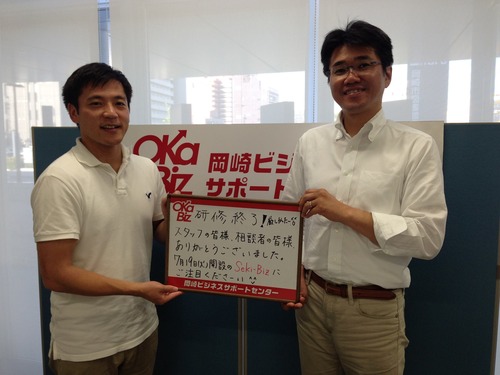 OKa
Biz
岡崎ビジ
サポート
OKa
Biz
研修終了!
スタッフの皆様、相談者の皆様
ありがとうございました。
7月19日(火)開設のSeki-Bizに
ご注目ください
岡崎ビジネスサポートセンター